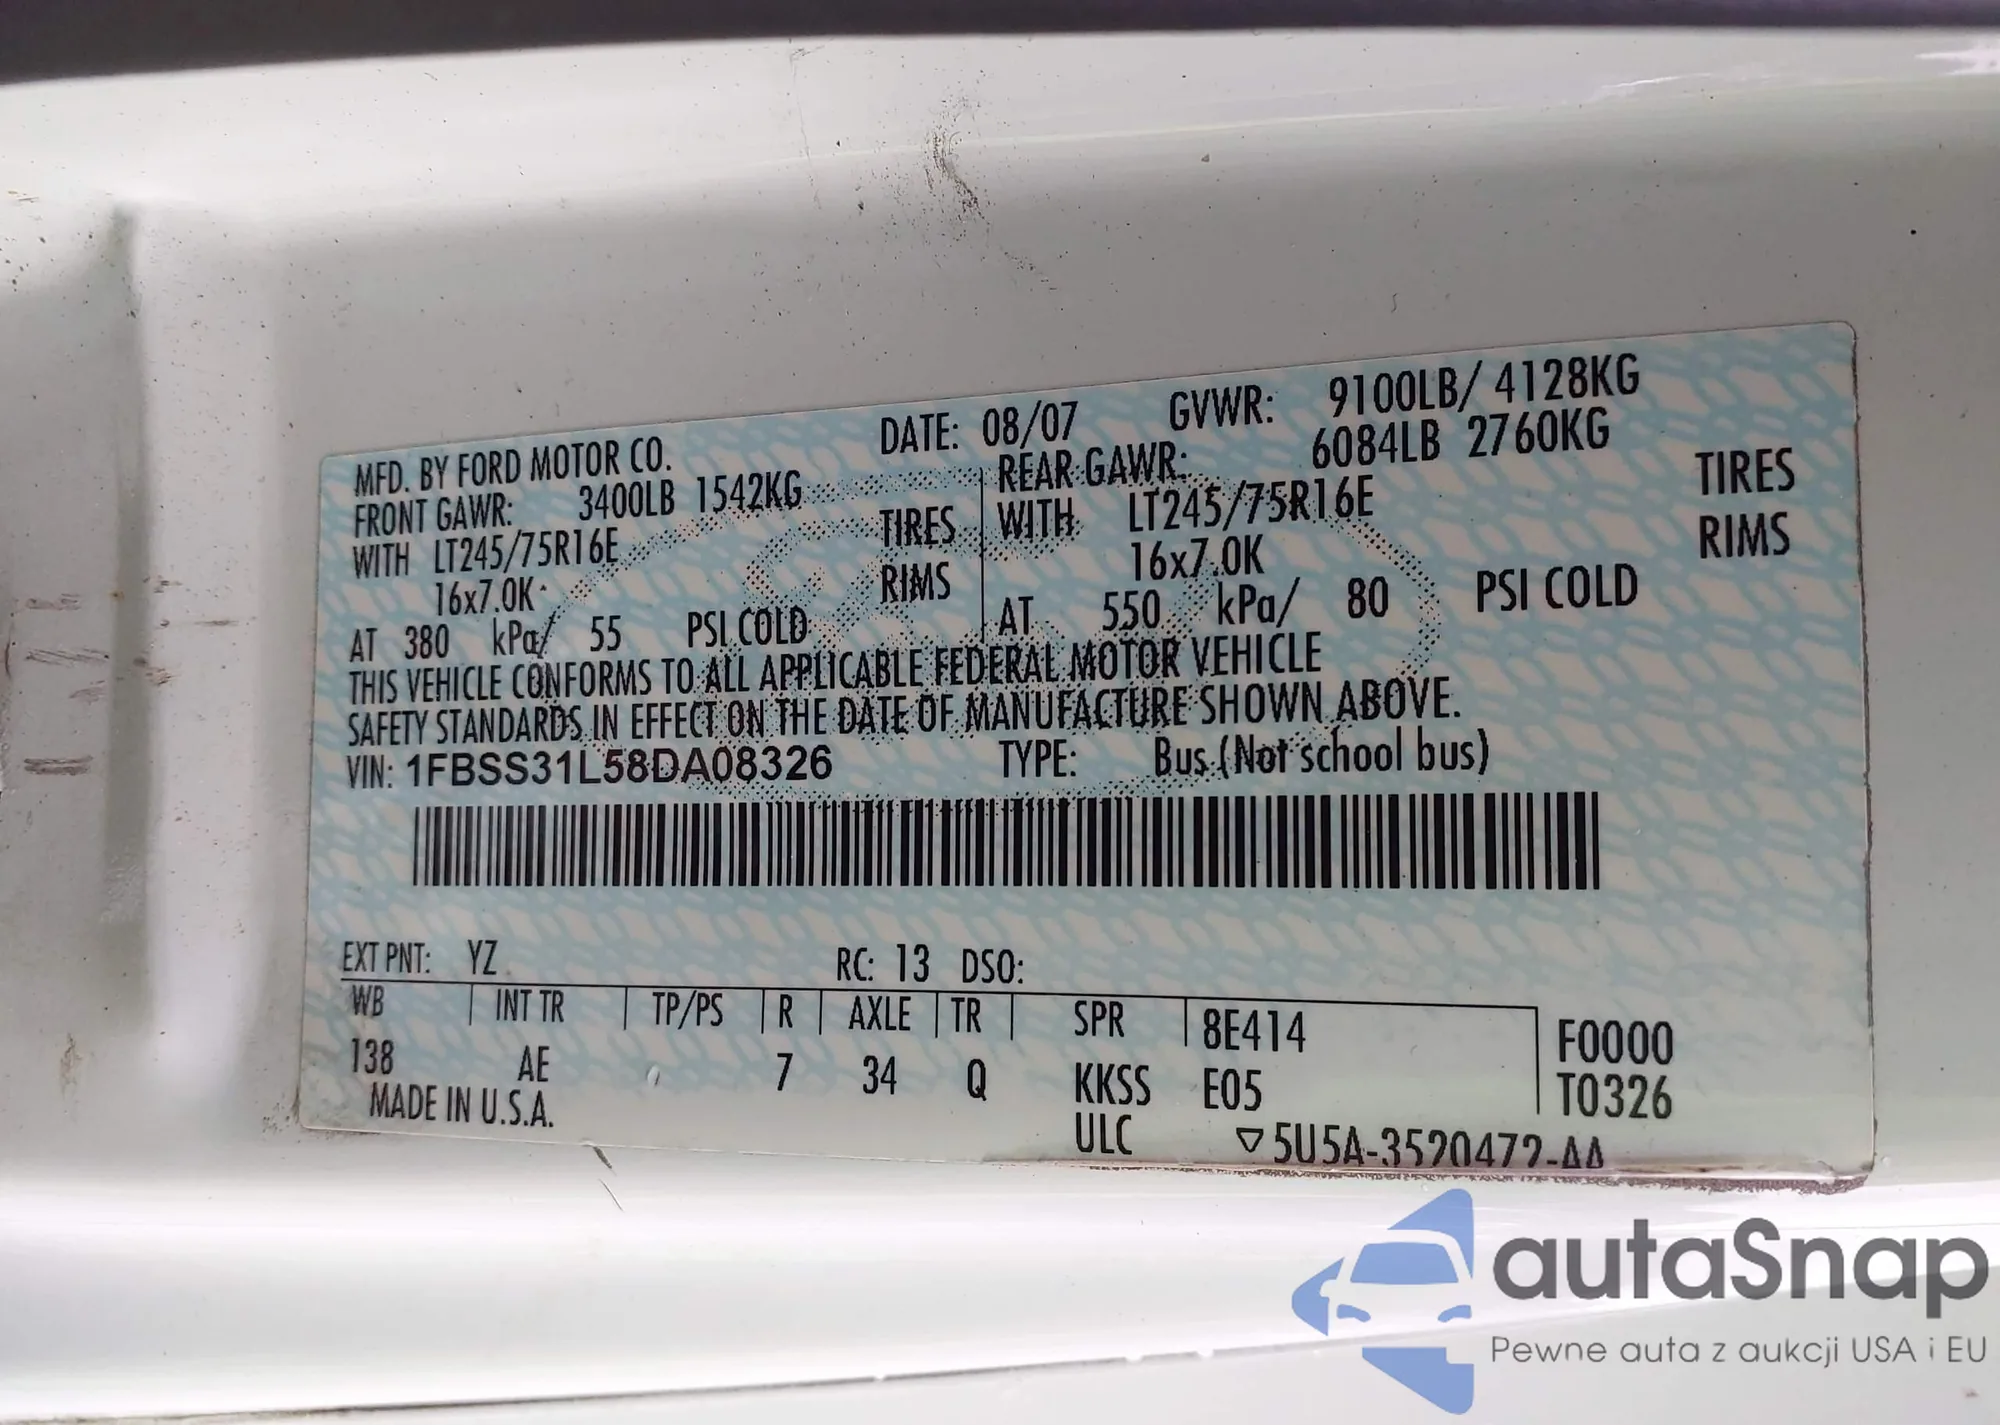 MFD. BY FORD MOTOR CO. DATE: 08/07 GVWR: 9100LB/ 4128KG
FRONT GAWR: 3400LB 1542KG REAR GAWR: 6084LB 2760KG
WITH LT245/75R16E TIRES WITH LT245/75R16E TIRES
16x7.0K RIMS 16x7.0K RIMS
AT 380 kPa/ 55 PSI COLD AT 550 kPa/ 80 PSI COLD
THIS VEHICLE CONFORMS TO ALL APPLICABLE FEDERAL MOTOR VEHICLE
SAFETY STANDARDS IN EFFECT ON THE DATE OF MANUFACTURE SHOWN ABOVE.
VIN: 1FBSS31L58DA08326 TYPE: Bus (Not school bus)
EXT PNT: YZ RC: 13 DSO:
WB INT TR TP/PS R AXLE TR SPR 8E414 F0000
138 AE 7 34 Q KKSS E05 T0326
MADE IN U.S.A. ULC ▽5U5A-3520472-AA
autaSnap
Pewne auta z aukcji USA i EU